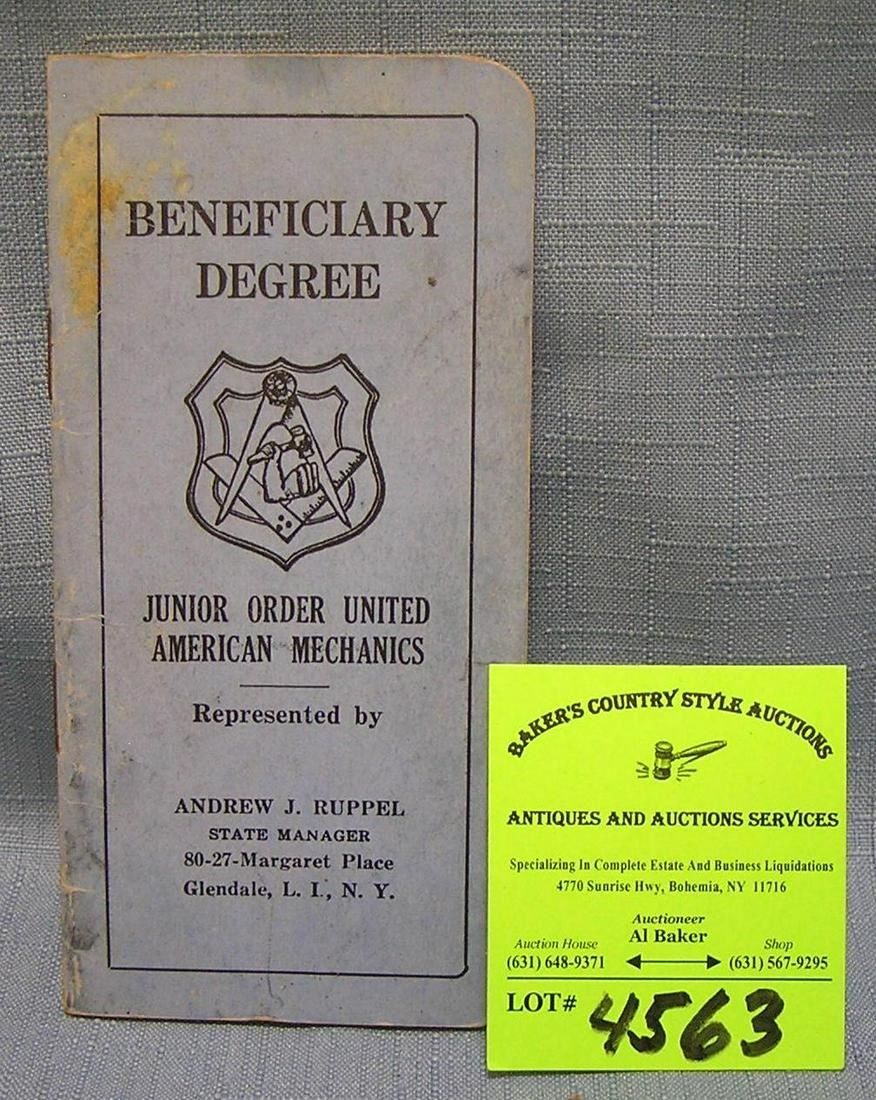 BENEFICIARY
DEGREE
JUNIOR ORDER UNITED
AMERICAN MECHANICS
Represented by
ANDREW J. RUPPEL
STATE MANAGER
80-27-Margaret Place
Glendale, L. I., N. Y.
BAKER'S COUNTRY STYLE AUCTIONS
ANTIQUES AND AUCTIONS SERVICES
Specializing In Complete Estate And Business Liquidations
4770 Sunrise Hwy, Bohemia, NY 11716
Auctioneer
Al Baker
Auction House
(631) 648-9371
Shop
(631) 567-9295
LOT# 4563